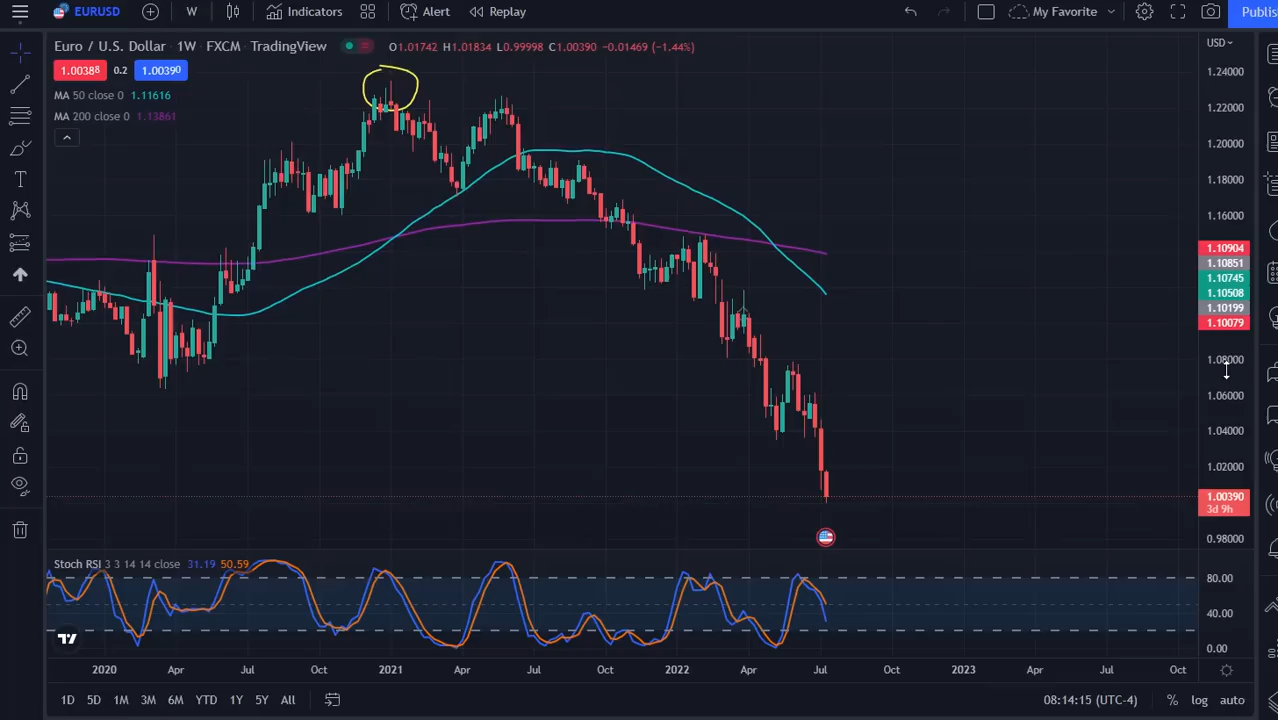 EURUSD W Indicators Alert Replay My Favorite Publis
Euro / U.S. Dollar · 1W · FXCM · TradingView O1.01742 H1.01834 L0.99998 C1.00390 −0.01469 (−1.44%)
USD
1.00388 0.2 1.00390
MA 50 close 0 1.11616
MA 200 close 0 1.13861
1.24000
1.22000
1.20000
1.18000
1.16000
1.10904
1.10851
1.10745
1.10508
1.10199
1.10079
1.08000
1.06000
1.04000
1.02000
1.00390
3d 9h
0.98000
Stoch RSI 3 3 14 14 close 31.19 50.59
80.00
40.00
0.00
2020 Apr Jul Oct 2021 Apr Jul Oct 2022 Apr Jul Oct 2023 Apr Jul Oct
1D 5D 1M 3M 6M YTD 1Y 5Y All 08:14:15 (UTC-4) % log auto